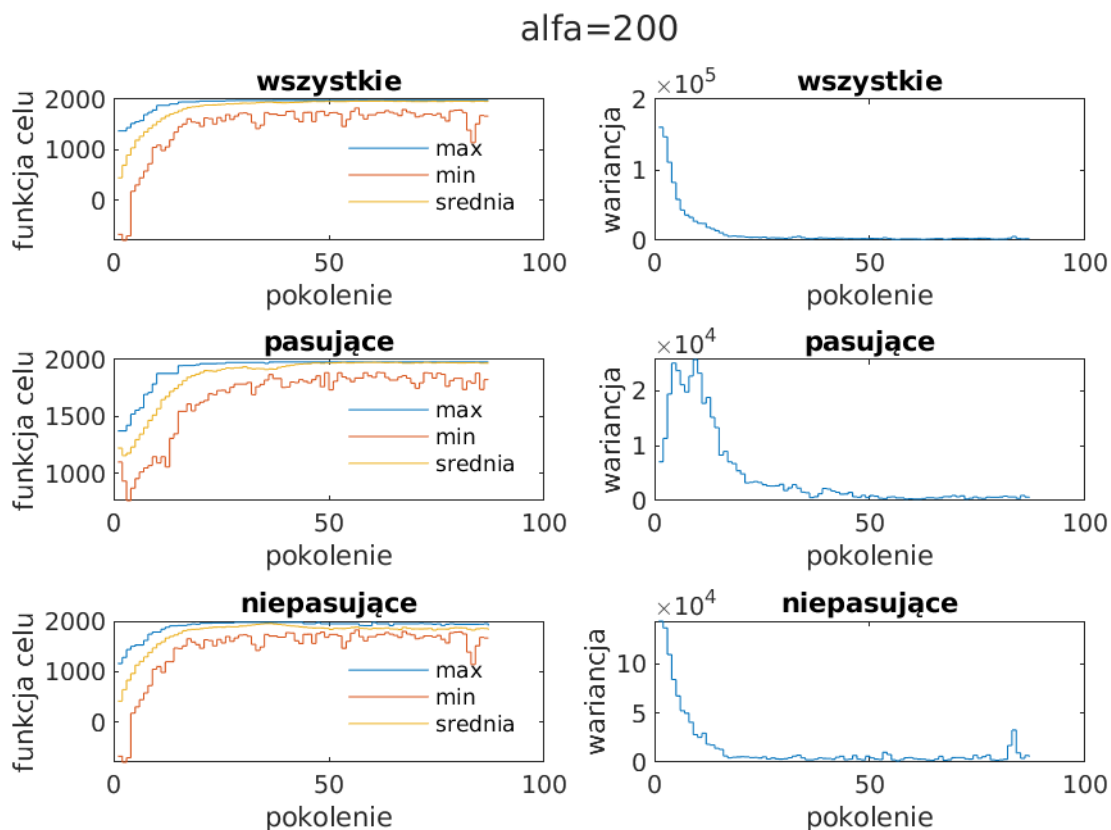 alfa=200
wszystkie
funkcja celu
2000
1000
0
max
min
srednia
0 50 100
pokolenie
wszystkie
×10^5
wariancja
2
1
0
0 50 100
pokolenie
pasujące
funkcja celu
2000
1500
1000
max
min
srednia
0 50 100
pokolenie
pasujące
×10^4
wariancja
2
1
0
0 50 100
pokolenie
niepasujące
funkcja celu
2000
1000
0
max
min
srednia
0 50 100
pokolenie
niepasujące
×10^4
wariancja
10
5
0
0 50 100
pokolenie